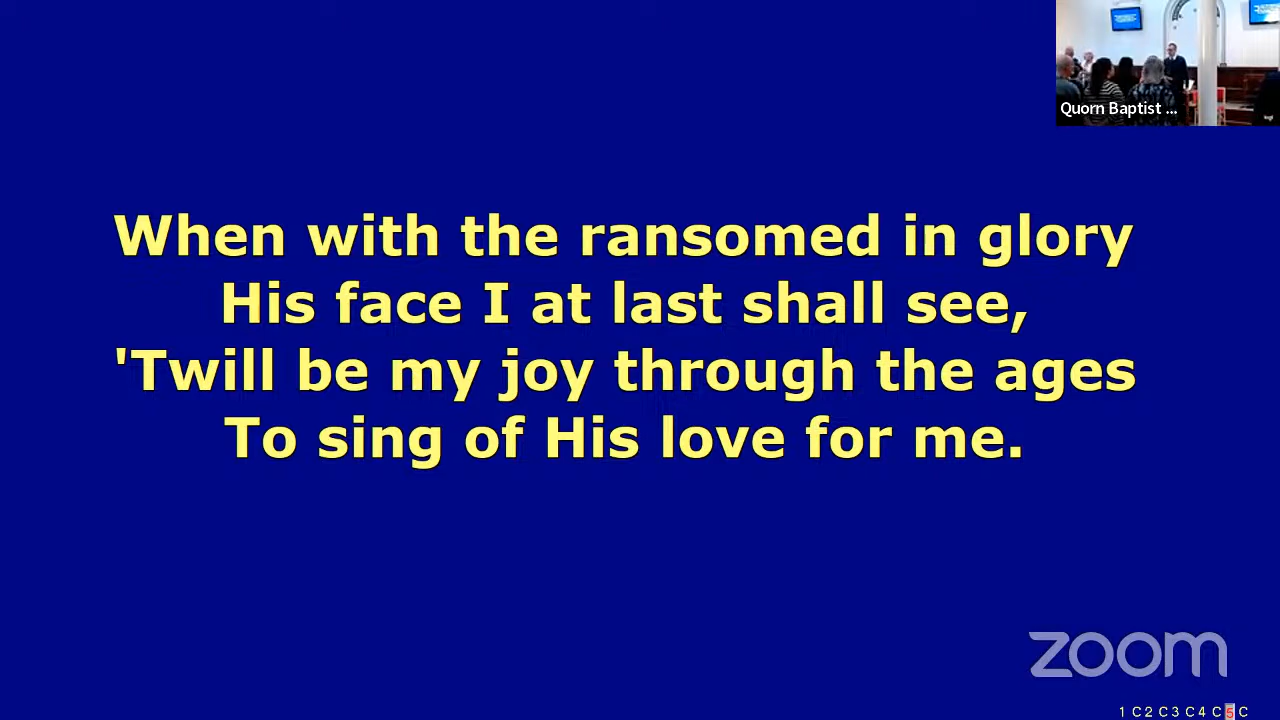 Quorn Baptist ...
When with the ransomed in glory
His face I at last shall see,
'Twill be my joy through the ages
To sing of His love for me.
zoom
1 C 2 C 3 C 4 C 5 C